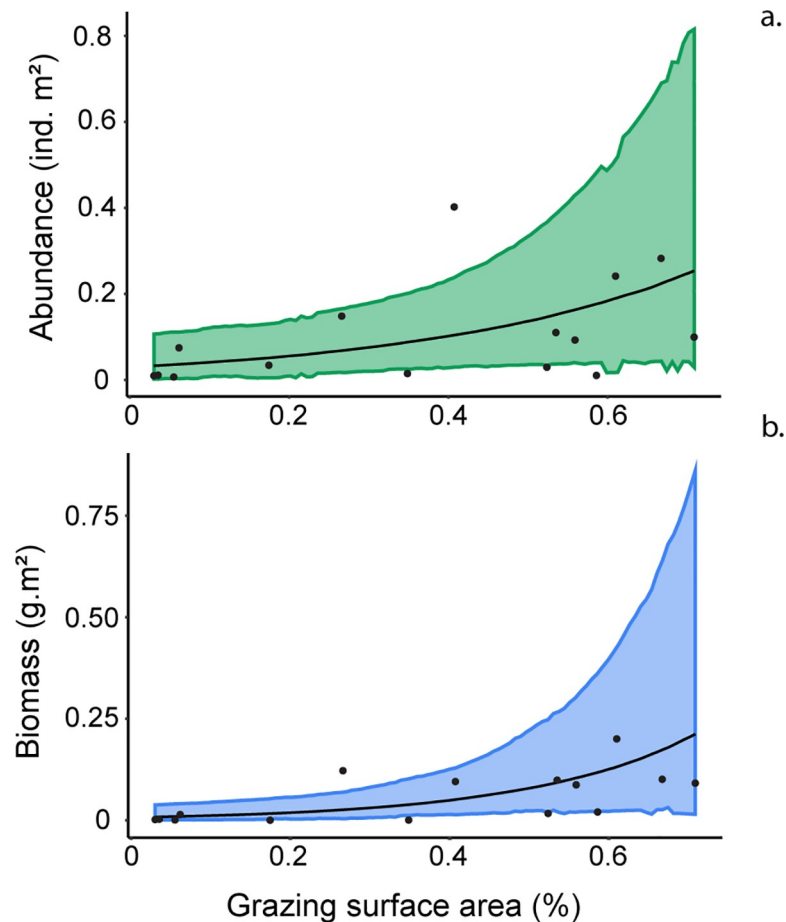 a.
Abundance (ind. m²)
0.8
0.6
0.4
0.2
0
0 0.2 0.4 0.6
b.
Biomass (g.m²)
0.75
0.50
0.25
0
0 0.2 0.4 0.6
Grazing surface area (%)